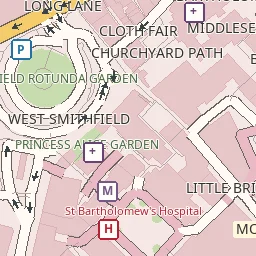 LONG LANE
CLOTH FAIR
MIDDLESE
P
CHURCHYARD PATH
FIELD ROTUNDA GARDEN
WEST SMITHFIELD
PRINCESS ALICE GARDEN
M
LITTLE BRI
St Bartholomew's Hospital
H
MO